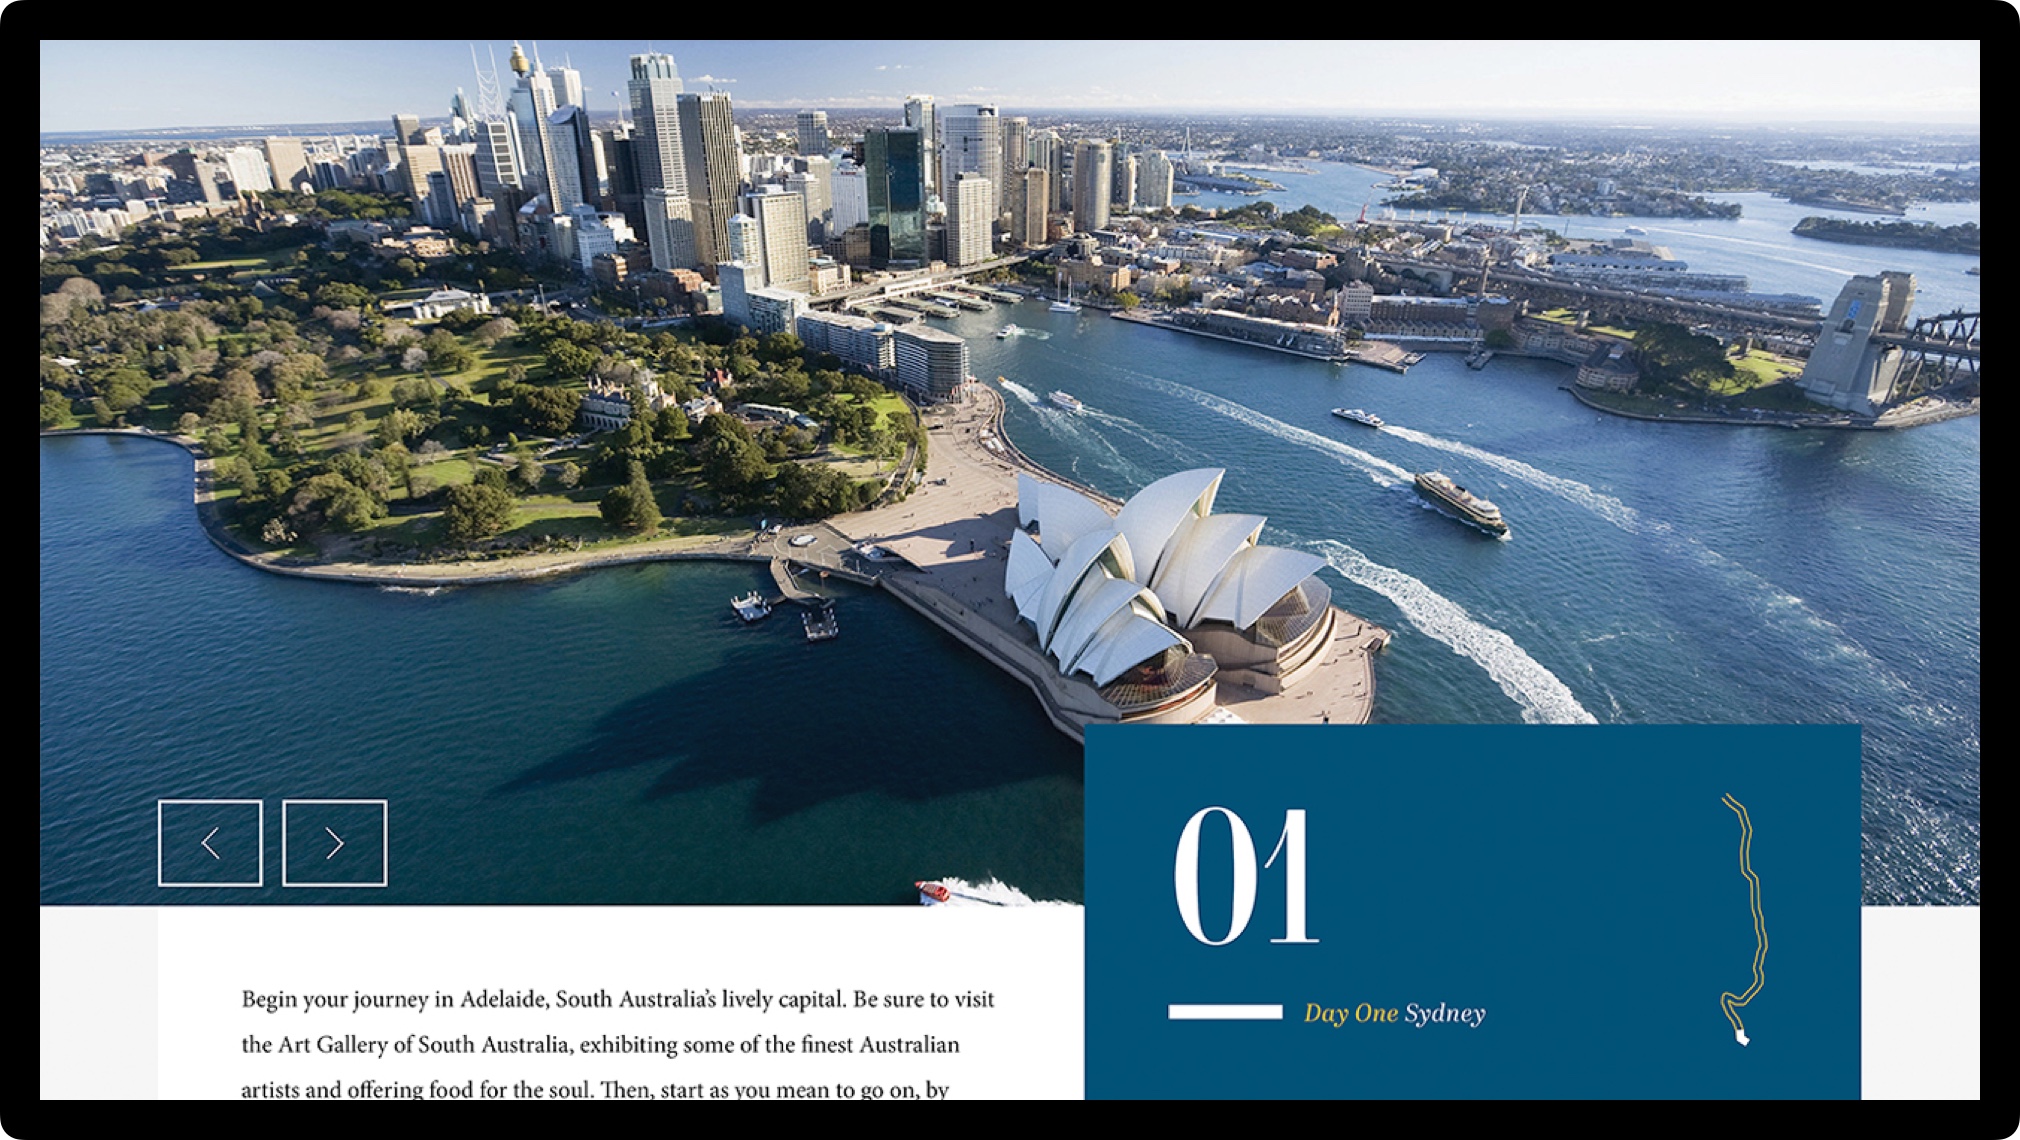 01
Day One Sydney
Begin your journey in Adelaide, South Australia’s lively capital. Be sure to visit
the Art Gallery of South Australia, exhibiting some of the finest Australian
artists and offering food for the soul. Then, start as you mean to go on, by